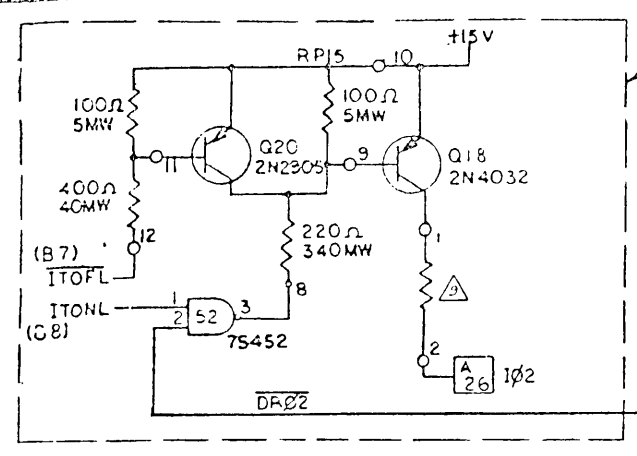 +15V
RP15
10
100Ω
5MW
100Ω
5MW
Q20
2N2305
11
9
Q18
2N4032
400Ω
40MW
12
220Ω
340MW
1
(B7)
ITOFL
8
9
ITONL
1
3
2
52
(C8)
75452
2
A
26
IØ2
DRØ2